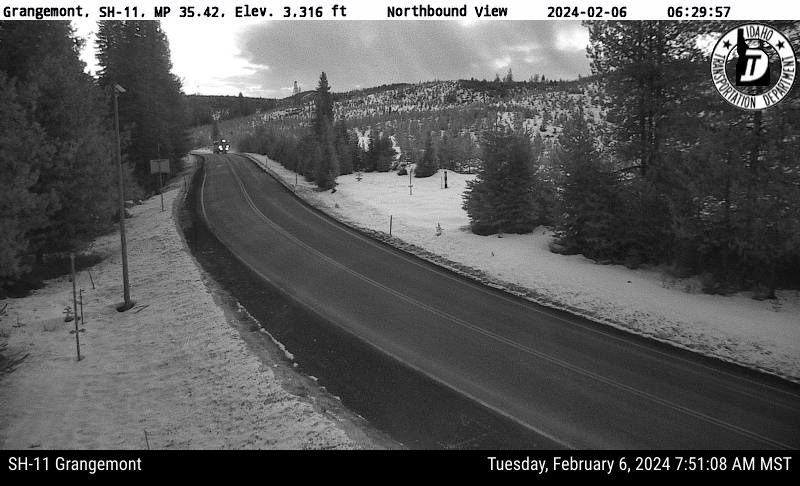 Grangemont, SH-11, MP 35.42, Elev. 3,316 ft Northbound View 2024-02-06 06:29:57
IDAHO
TRANSPORTATION DEPARTMENT
SH-11 Grangemont Tuesday, February 6, 2024 7:51:08 AM MST